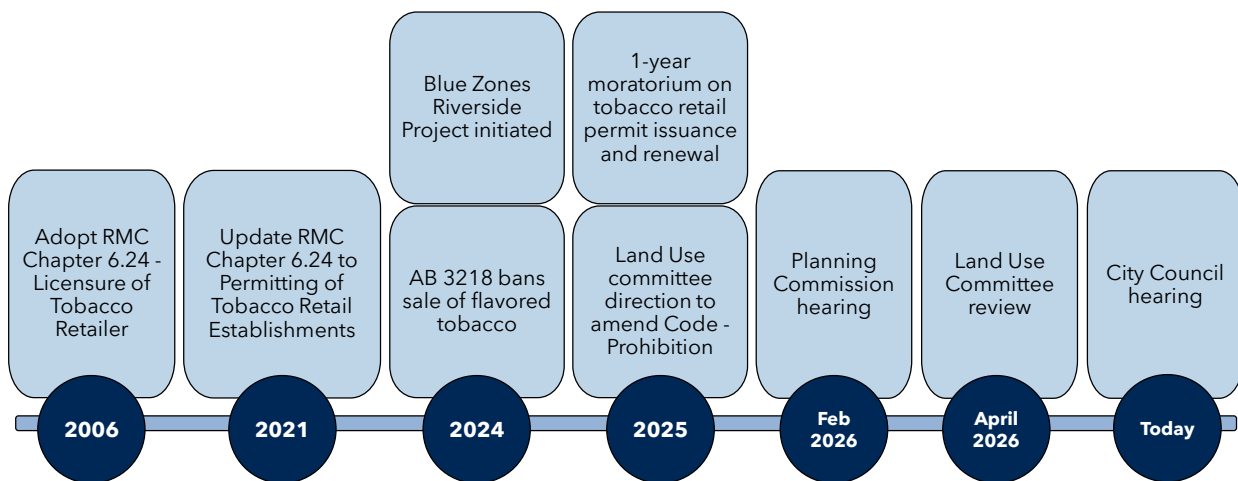 Blue Zones
Riverside
Project initiated
1-year
moratorium on
tobacco retail
permit issuance
and renewal
Adopt RMC
Chapter 6.24 -
Licensure of
Tobacco
Retailer
Update RMC
Chapter 6.24 to
Permitting of
Tobacco Retail
Establishments
AB 3218 bans
sale of flavored
tobacco
Land Use
committee
direction to
amend Code -
Prohibition
Planning
Commission
hearing
Land Use
Committee
review
City Council
hearing
2006
2021
2024
2025
Feb
2026
April
2026
Today